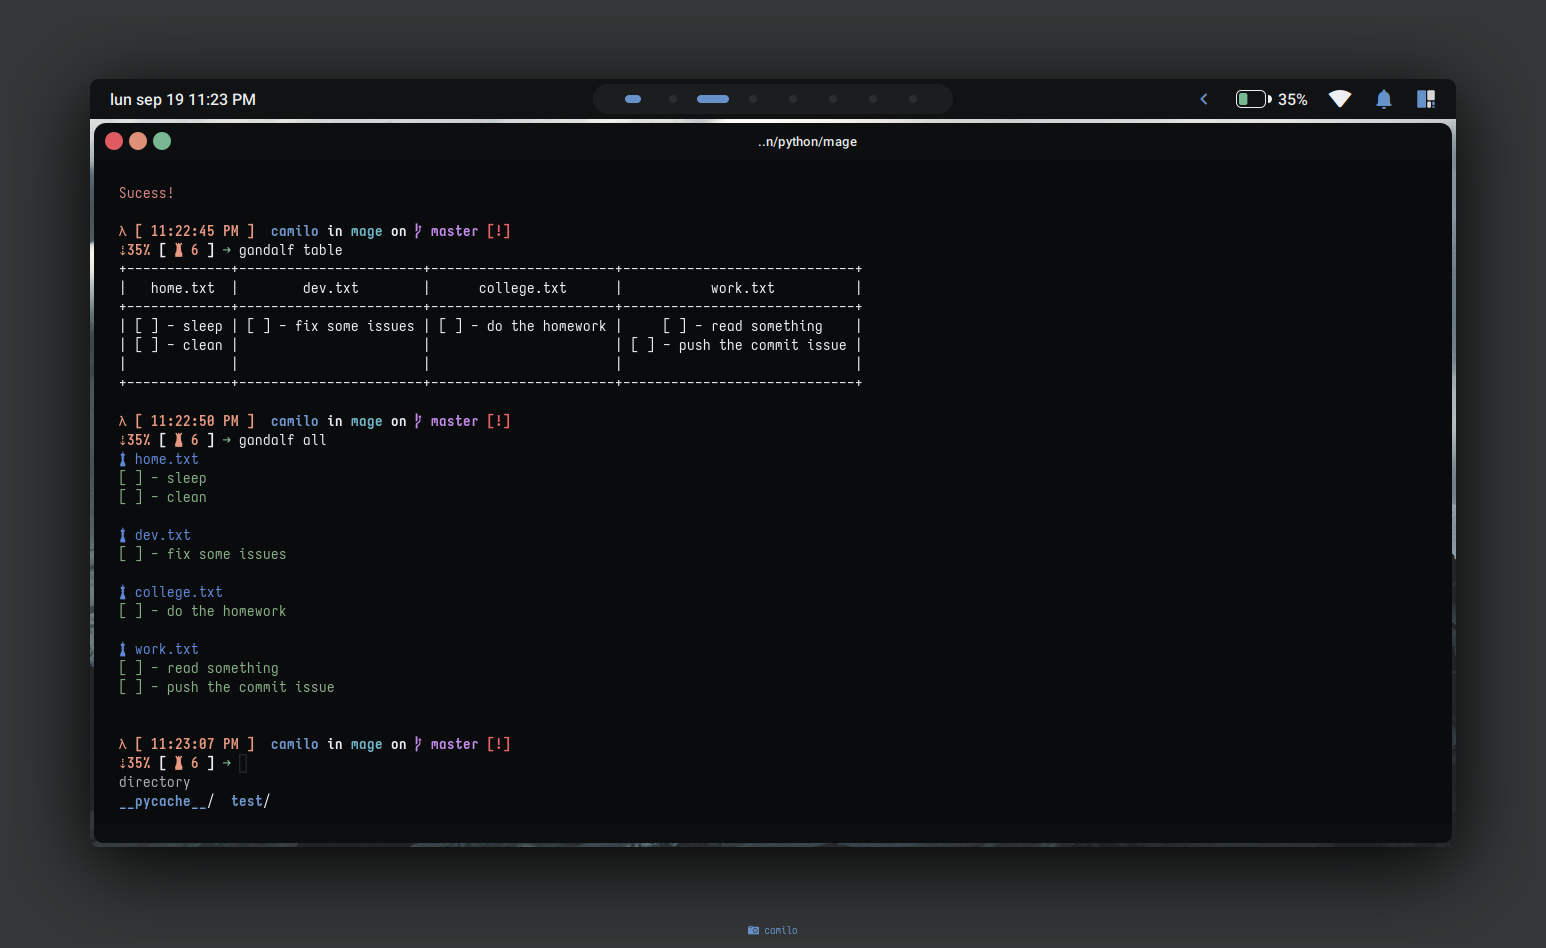 lun sep 19 11:23 PM
35%
..n/python/mage
Sucess!
λ [ 11:22:45 PM ]  camilo in mage on master [!]
↓35% [ 6 ] → gandalf table
+-------------+-----------------------+-----------------------+-----------------------------+
|   home.txt  |        dev.txt        |      college.txt      |           work.txt          |
+-------------+-----------------------+-----------------------+-----------------------------+
| [ ] - sleep | [ ] - fix some issues | [ ] - do the homework |     [ ] - read something    |
| [ ] - clean |                       |                       | [ ] - push the commit issue |
|             |                       |                       |                             |
+-------------+-----------------------+-----------------------+-----------------------------+
λ [ 11:22:50 PM ]  camilo in mage on master [!]
↓35% [ 6 ] → gandalf all
home.txt
[ ] - sleep
[ ] - clean
dev.txt
[ ] - fix some issues
college.txt
[ ] - do the homework
work.txt
[ ] - read something
[ ] - push the commit issue
λ [ 11:23:07 PM ]  camilo in mage on master [!]
↓35% [ 6 ] →
directory
__pycache__/  test/
camilo